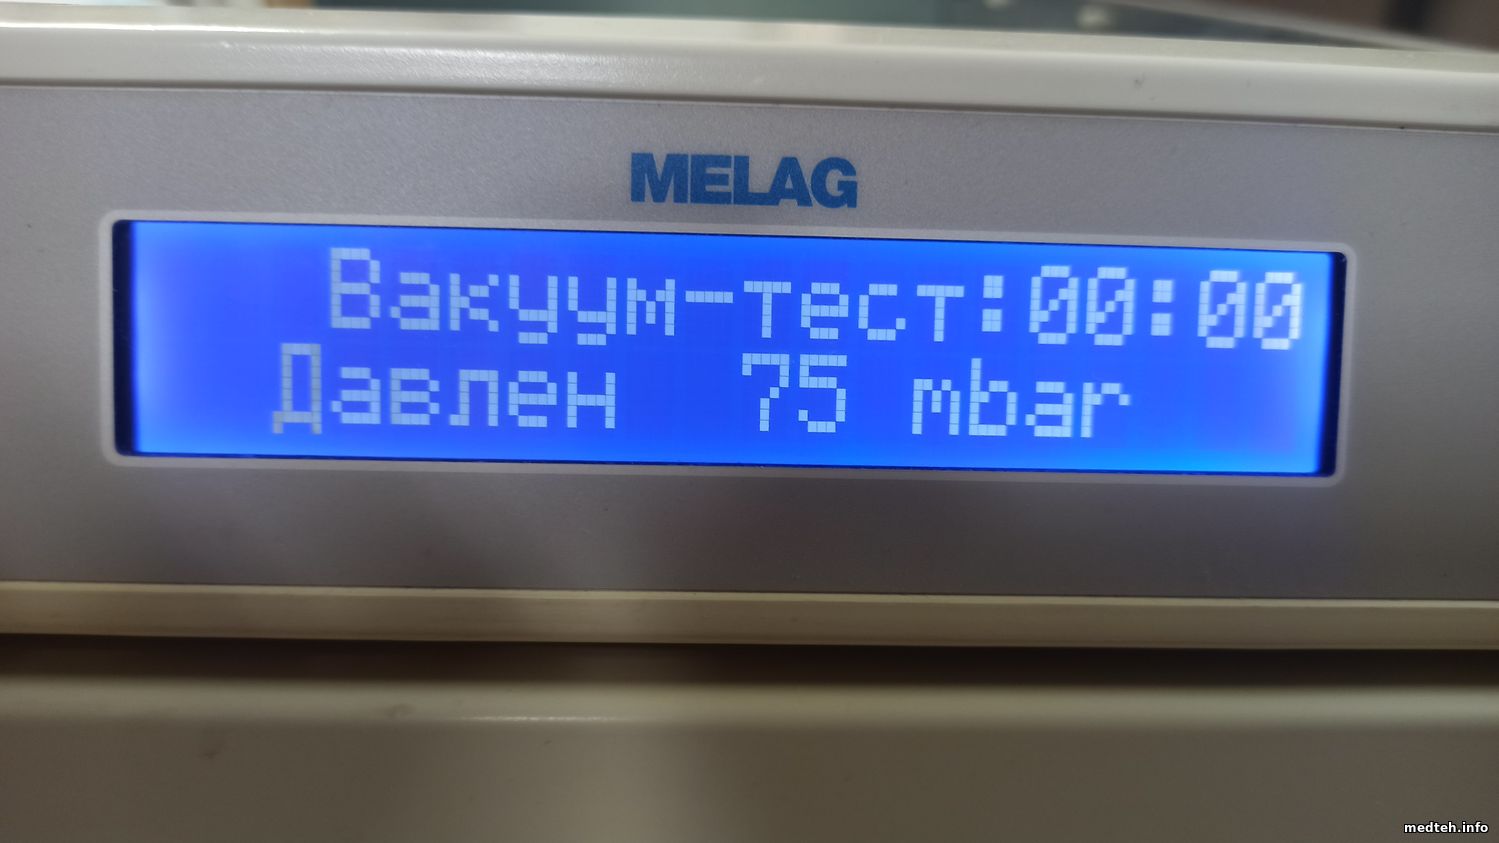 MELAG
Вакуум-тест:00:00
Давлен 75 mbar
medteh.info